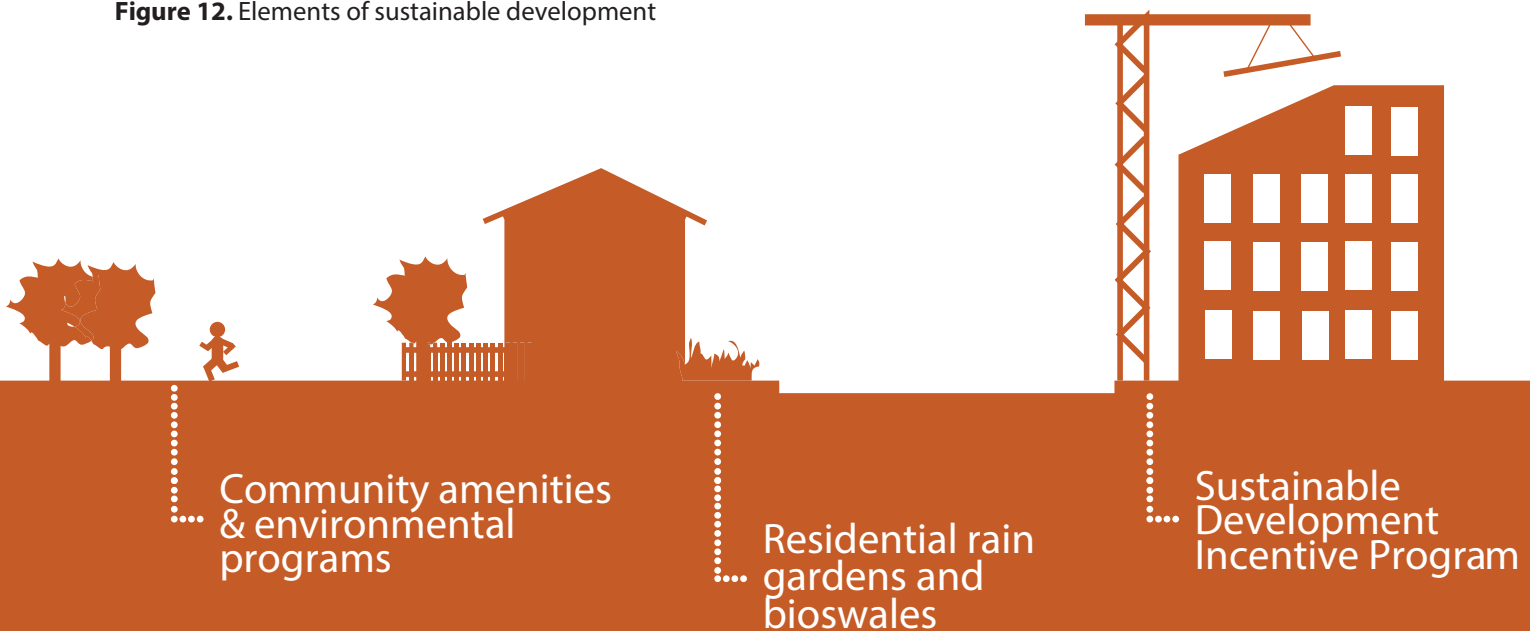 Figure 12. Elements of sustainable development
Community amenities
& environmental
programs
Residential rain
gardens and
bioswales
Sustainable
Development
Incentive Program